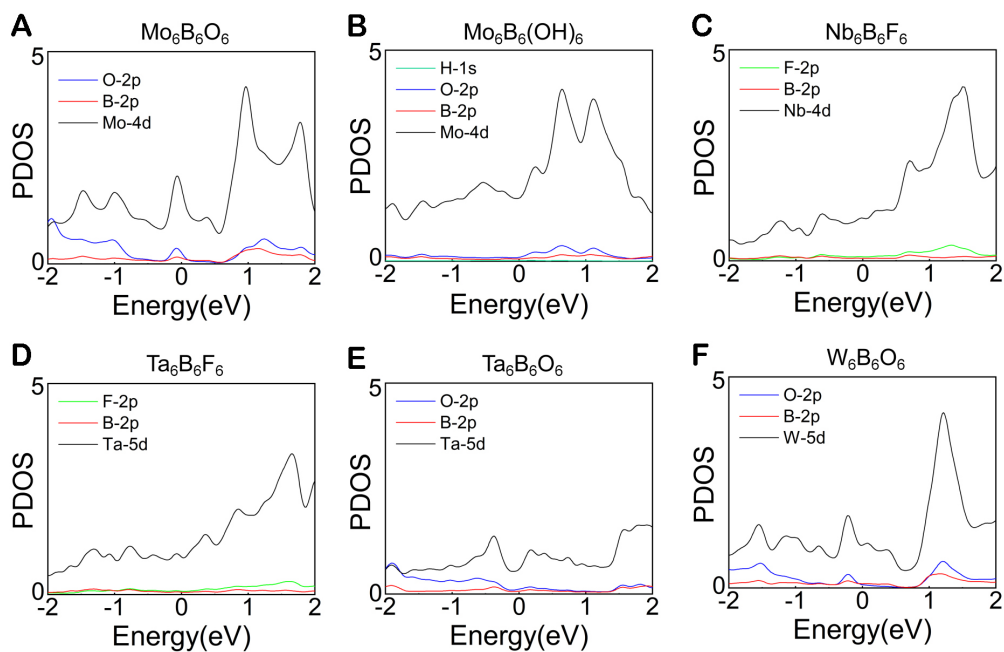 A
Mo₆B₆O₆
5
O-2p
B-2p
Mo-4d
PDOS
0
-2 -1 0 1 2
Energy(eV)
B
Mo₆B₆(OH)₆
5
H-1s
O-2p
B-2p
Mo-4d
PDOS
0
-2 -1 0 1 2
Energy(eV)
C
Nb₆B₆F₆
5
F-2p
B-2p
Nb-4d
PDOS
0
-2 -1 0 1 2
Energy(eV)
D
Ta₆B₆F₆
5
F-2p
B-2p
Ta-5d
PDOS
0
-2 -1 0 1 2
Energy(eV)
E
Ta₆B₆O₆
5
O-2p
B-2p
Ta-5d
PDOS
0
-2 -1 0 1 2
Energy(eV)
F
W₆B₆O₆
5
O-2p
B-2p
W-5d
PDOS
0
-2 -1 0 1 2
Energy(eV)